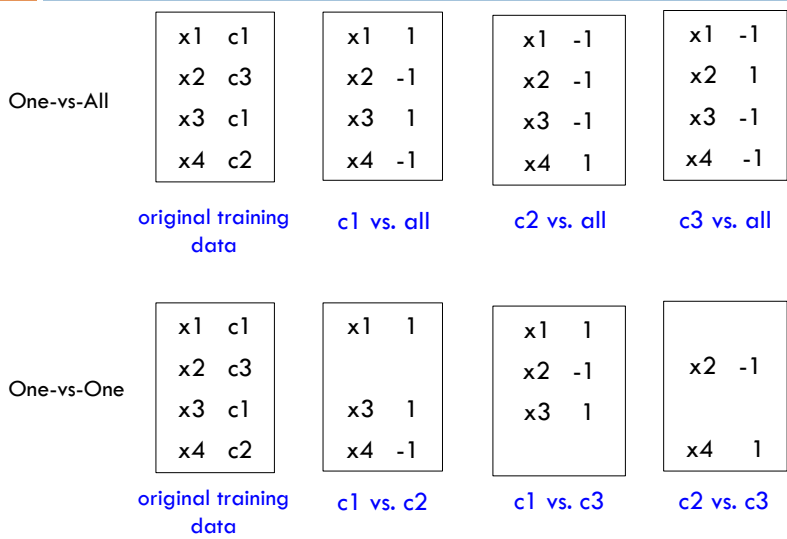 One-vs-All
x1 c1
x2 c3
x3 c1
x4 c2
original training
data
x1 1
x2 -1
x3 1
x4 -1
c1 vs. all
x1 -1
x2 -1
x3 -1
x4 1
c2 vs. all
x1 -1
x2 1
x3 -1
x4 -1
c3 vs. all
One-vs-One
x1 c1
x2 c3
x3 c1
x4 c2
original training
data
x1 1
x3 1
x4 -1
c1 vs. c2
x1 1
x2 -1
x3 1
c1 vs. c3
x2 -1
x4 1
c2 vs. c3